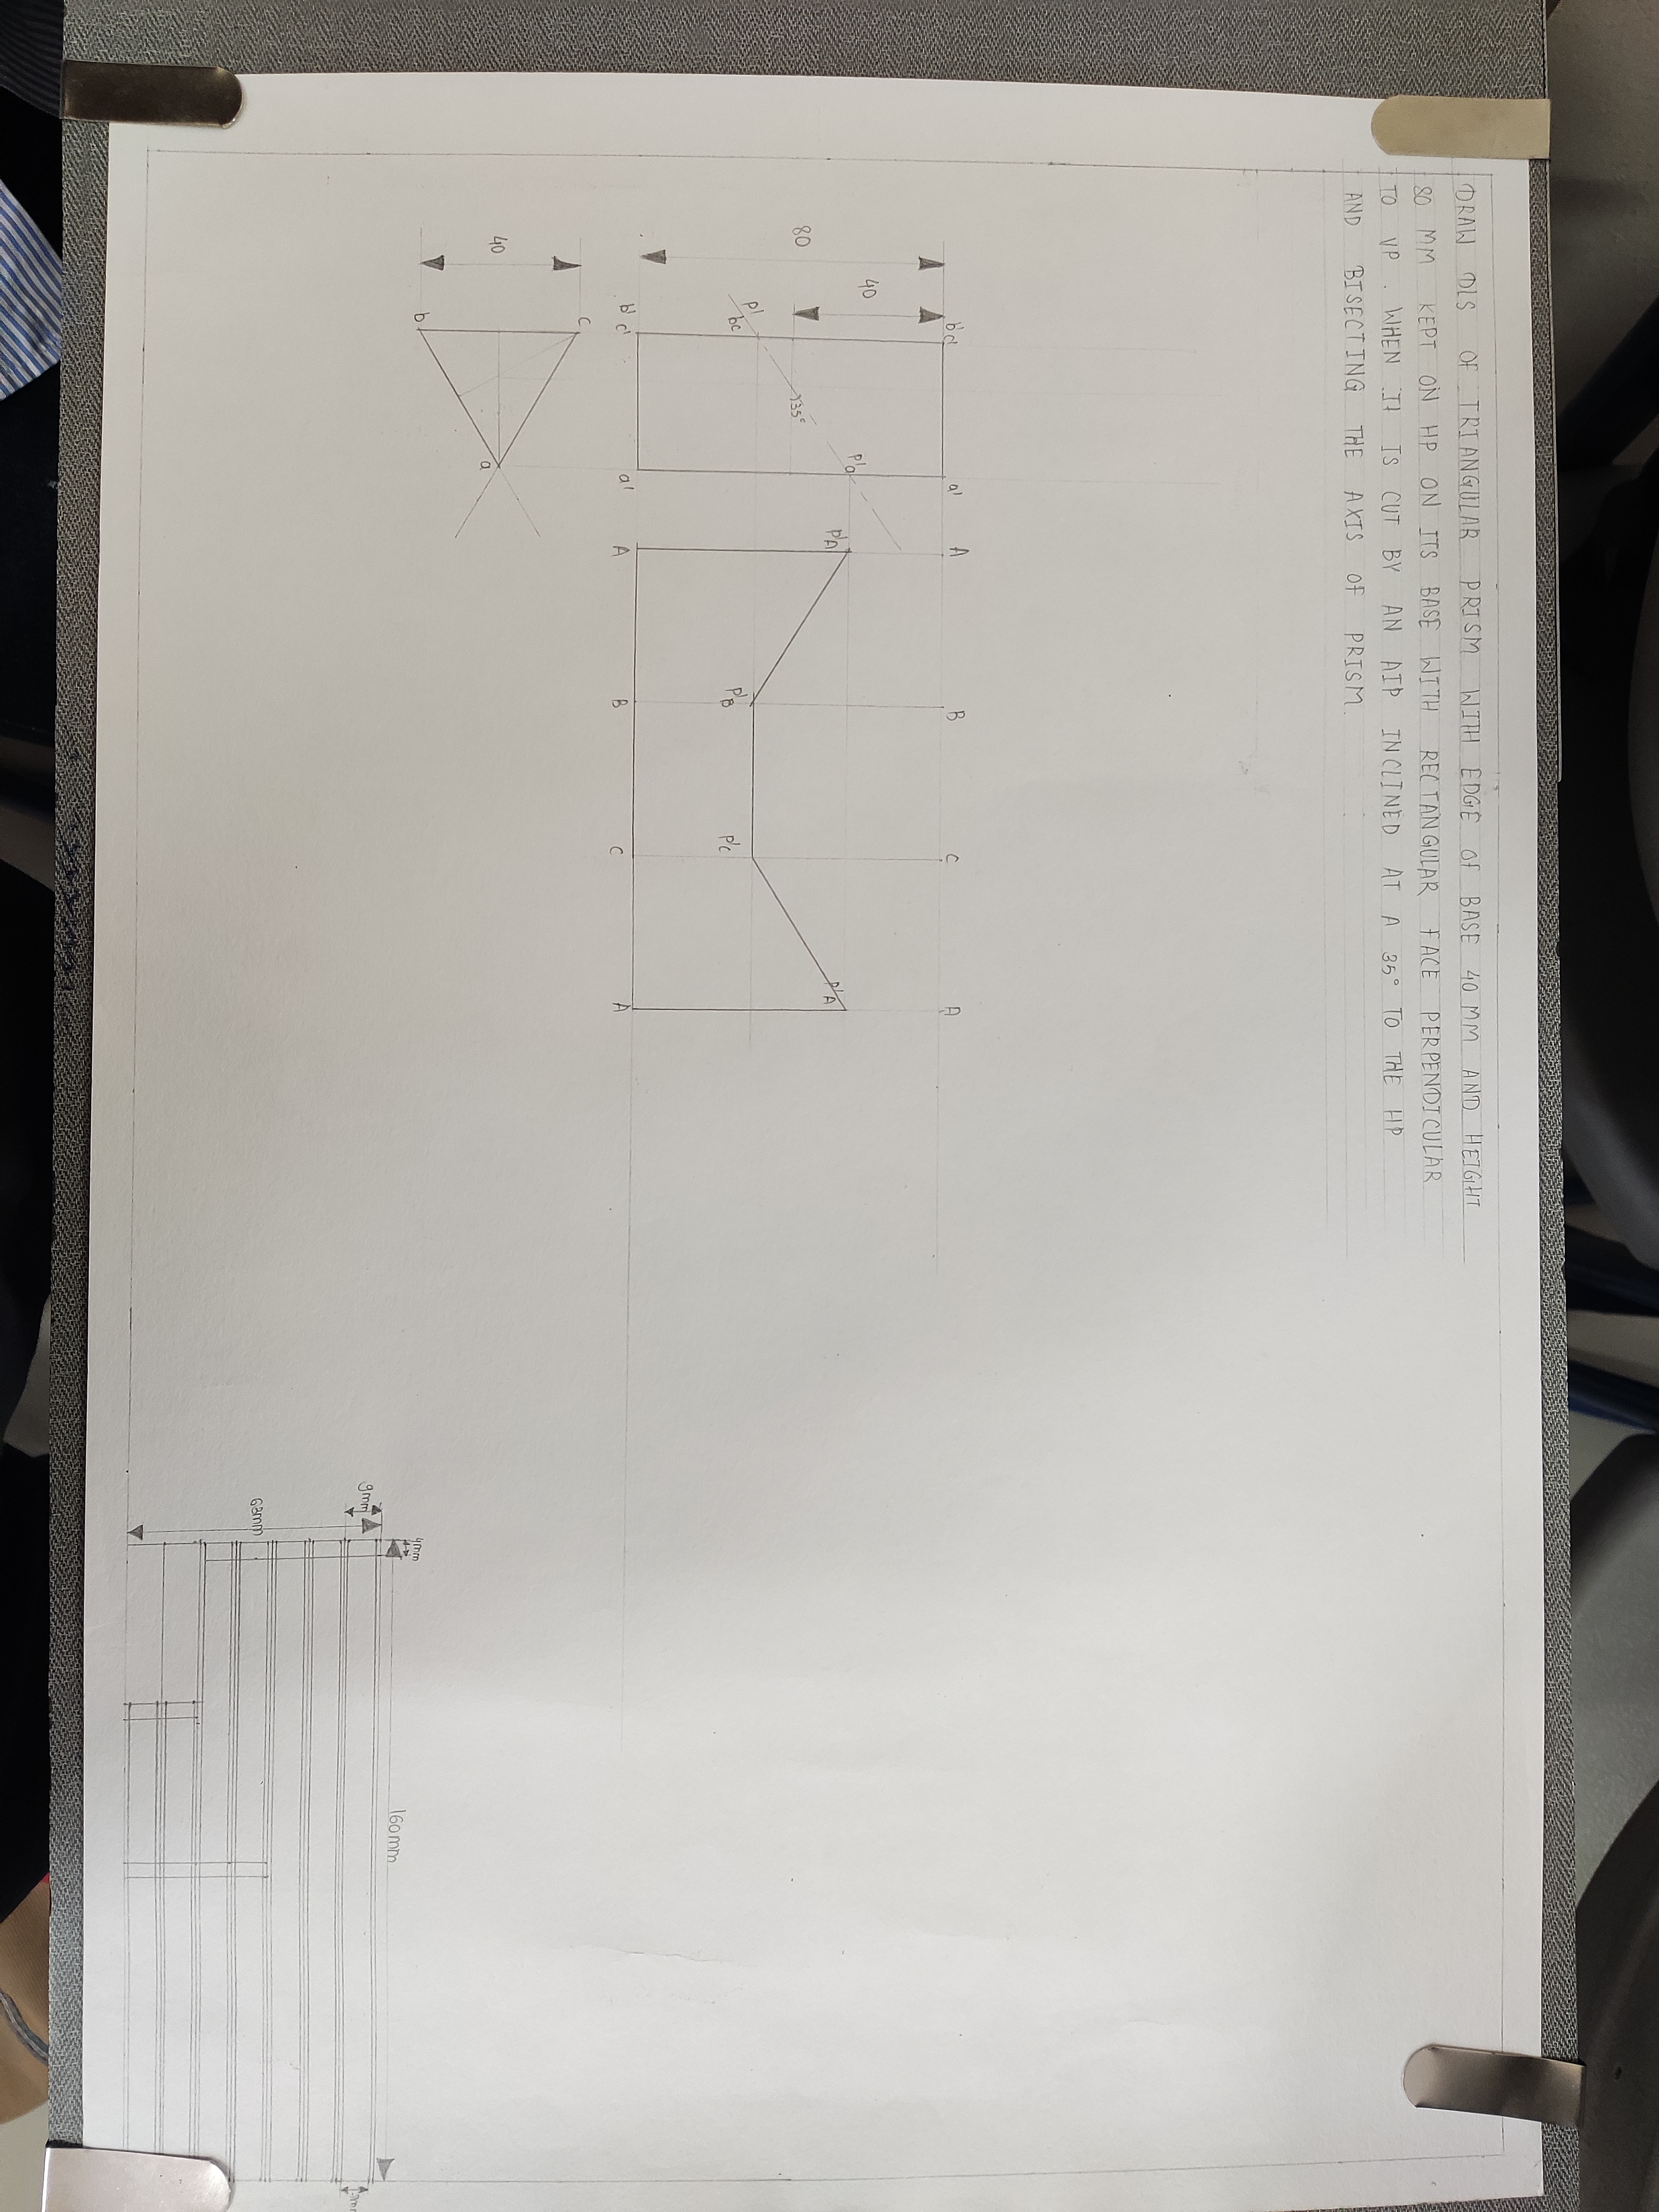 DRAW DLS OF TRIANGULAR PRISM WITH EDGE OF BASE 40 MM AND HEIGHT
80 MM KEPT ON HP ON ITS BASE WITH RECTANGULAR FACE PERPENDICULAR
TO VP. WHEN IT IS CUT BY AN AIP INCLINED AT A 35° TO THE HP
AND BISECTING THE AXIS OF PRISM.
b'c' a' A B C A
80
40
p'a p'A p'A
35°
p'bc p'B p'C
b'c' a' A B C A
40
c
a
b
4mm
160mm
9mm
63mm